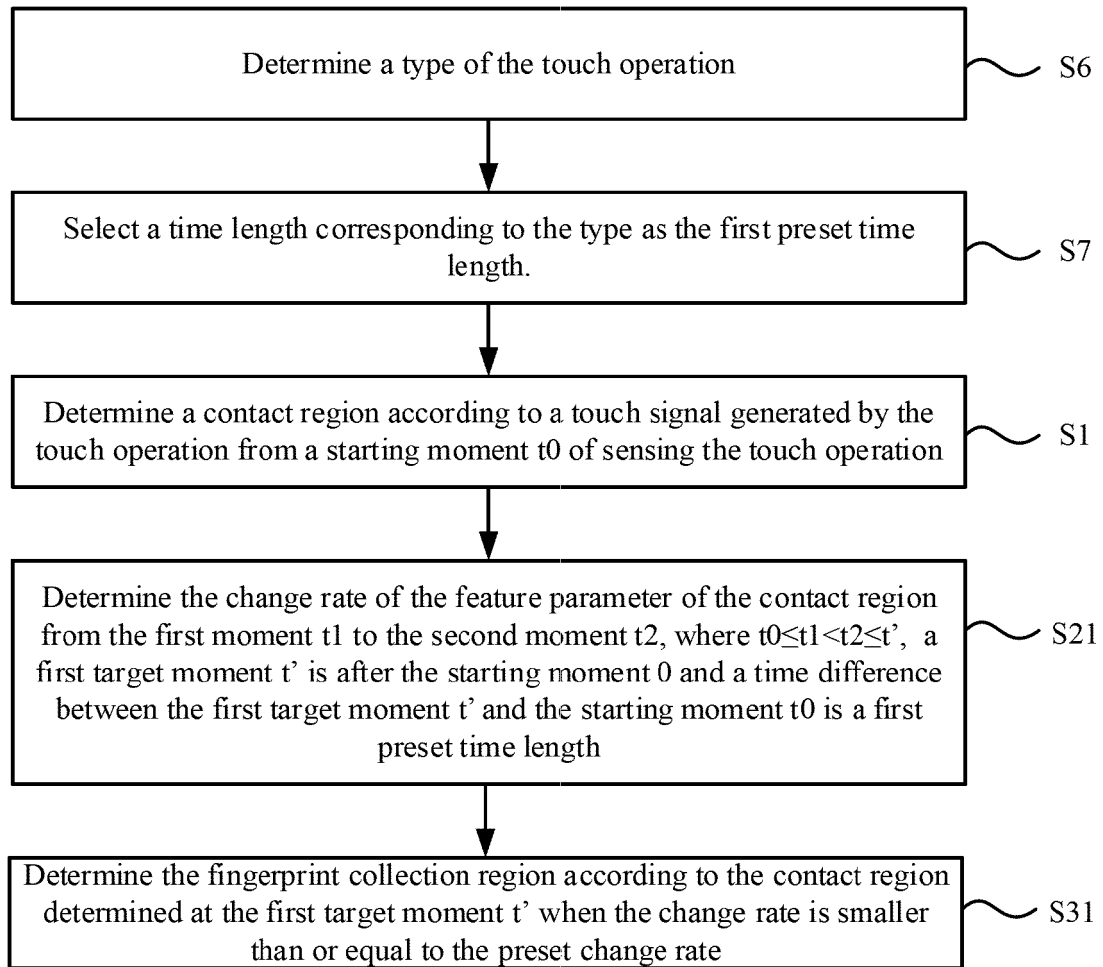 Determine a type of the touch operation
S6
Select a time length corresponding to the type as the first preset time
length.
S7
Determine a contact region according to a touch signal generated by the
touch operation from a starting moment t0 of sensing the touch operation
S1
Determine the change rate of the feature parameter of the contact region
from the first moment t1 to the second moment t2, where t0≤t1<t2≤t’, a
first target moment t’ is after the starting moment 0 and a time difference
between the first target moment t’ and the starting moment t0 is a first
preset time length
S21
Determine the fingerprint collection region according to the contact region
determined at the first target moment t’ when the change rate is smaller
than or equal to the preset change rate
S31